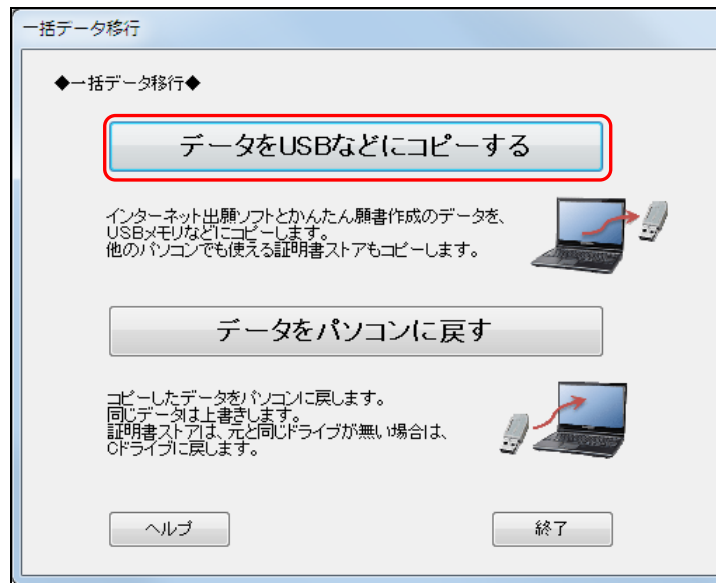 一括データ移行
◆一括データ移行◆
データをUSBなどにコピーする
インターネット出願ソフトとかんたん願書作成のデータを、
USBメモリなどにコピーします。
他のパソコンでも使える証明書ストアもコピーします。
データをパソコンに戻す
コピーしたデータをパソコンに戻します。
同じデータは上書きします。
証明書ストアは、元と同じドライブが無い場合は、
Cドライブに戻します。
ヘルプ
終了